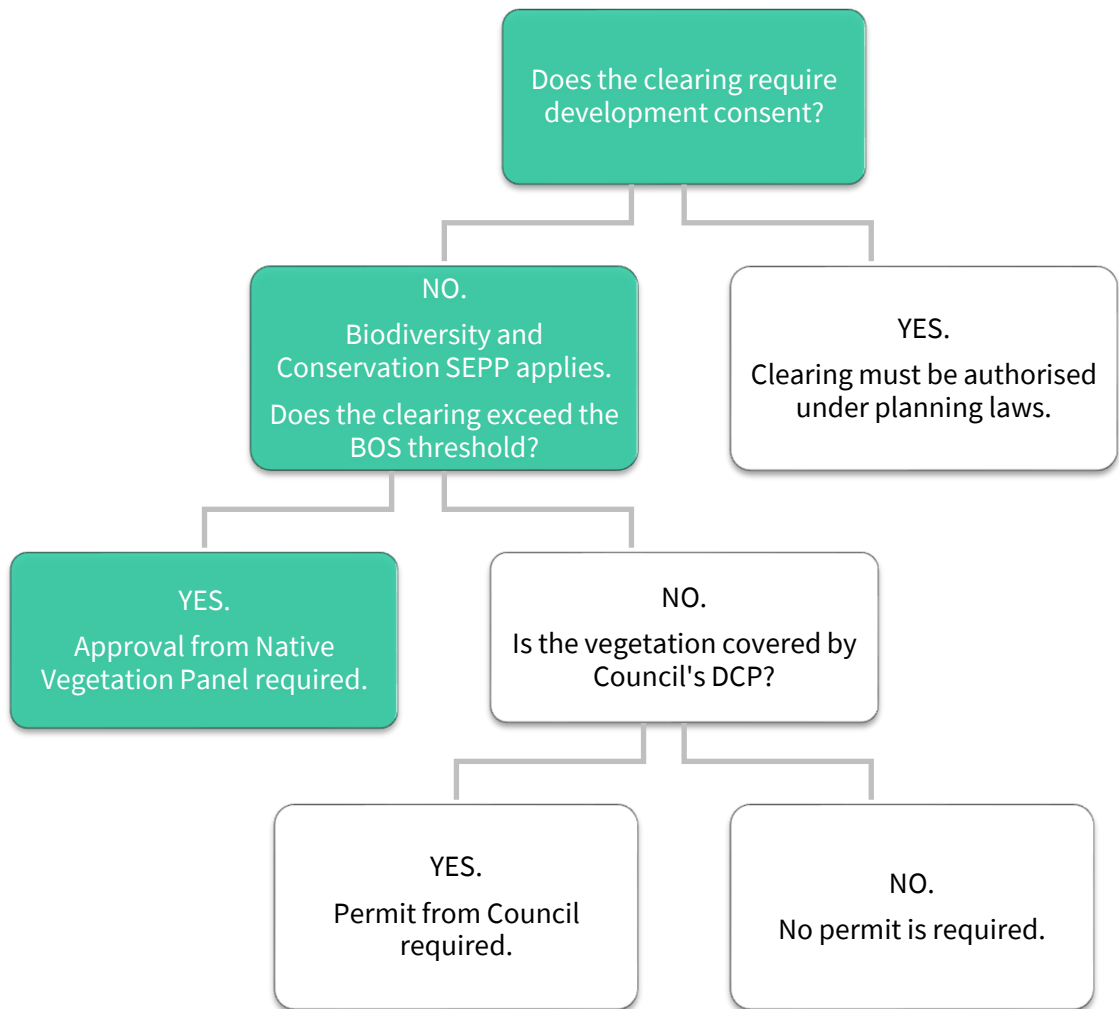 Does the clearing require
development consent?
NO.
Biodiversity and
Conservation SEPP applies.
Does the clearing exceed the
BOS threshold?
YES.
Clearing must be authorised
under planning laws.
YES.
Approval from Native
Vegetation Panel required.
NO.
Is the vegetation covered by
Council's DCP?
YES.
Permit from Council
required.
NO.
No permit is required.